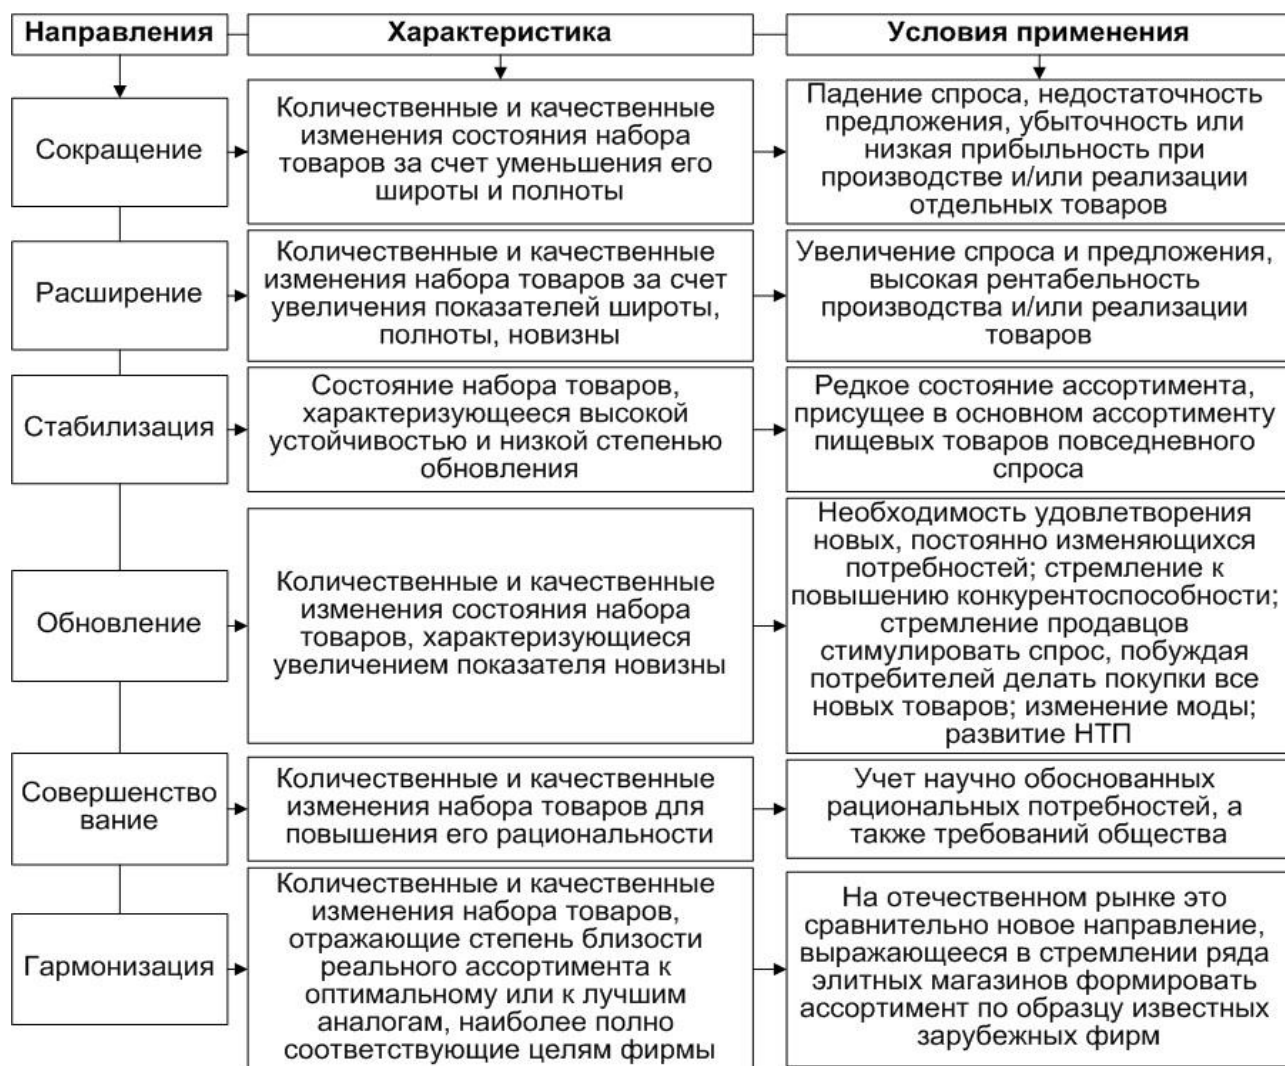 Направления
Характеристика
Условия применения
Сокращение
Количественные и качественные
изменения состояния набора
товаров за счет уменьшения его
широты и полноты
Падение спроса, недостаточность
предложения, убыточность или
низкая прибыльность при
производстве и/или реализации
отдельных товаров
Расширение
Количественные и качественные
изменения набора товаров за счет
увеличения показателей широты,
полноты, новизны
Увеличение спроса и предложения,
высокая рентабельность
производства и/или реализации
товаров
Стабилизация
Состояние набора товаров,
характеризующееся высокой
устойчивостью и низкой степенью
обновления
Редкое состояние ассортимента,
присущее в основном ассортименту
пищевых товаров повседневного
спроса
Обновление
Количественные и качественные
изменения состояния набора
товаров, характеризующиеся
увеличением показателя новизны
Необходимость удовлетворения
новых, постоянно изменяющихся
потребностей; стремление к
повышению конкурентоспособности;
стремление продавцов
стимулировать спрос, побуждая
потребителей делать покупки все
новых товаров; изменение моды;
развитие НТП
Совершенство
вание
Количественные и качественные
изменения набора товаров для
повышения его рациональности
Учет научно обоснованных
рациональных потребностей, а
также требований общества
Гармонизация
Количественные и качественные
изменения набора товаров,
отражающие степень близости
реального ассортимента к
оптимальному или к лучшим
аналогам, наиболее полно
соответствующие целям фирмы
На отечественном рынке это
сравнительно новое направление,
выражающееся в стремлении ряда
элитных магазинов формировать
ассортимент по образцу известных
зарубежных фирм